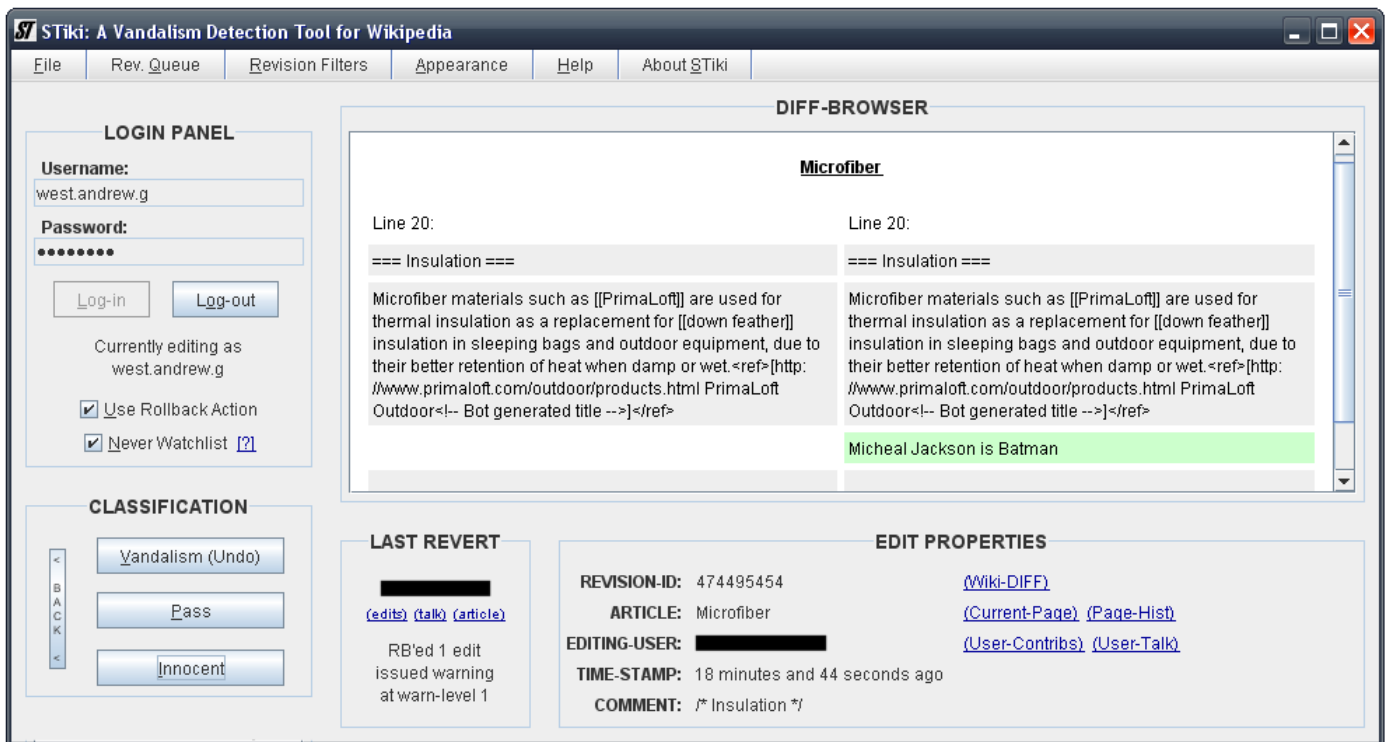 ST STiki: A Vandalism Detection Tool for Wikipedia
File Rev. Queue Revision Filters Appearance Help About STiki
LOGIN PANEL
Username:
west.andrew.g
Password:
Log-in Log-out
Currently editing as
west.andrew.g
Use Rollback Action
Never Watchlist [?]
CLASSIFICATION
< BACK <
Vandalism (Undo)
Pass
Innocent
DIFF-BROWSER
Microfiber
Line 20: Line 20:
=== Insulation === === Insulation ===
Microfiber materials such as [[PrimaLoft]] are used for
thermal insulation as a replacement for [[down feather]]
insulation in sleeping bags and outdoor equipment, due to
their better retention of heat when damp or wet.<ref>[http:
//www.primaloft.com/outdoor/products.html PrimaLoft
Outdoor<!-- Bot generated title -->]</ref>
Microfiber materials such as [[PrimaLoft]] are used for
thermal insulation as a replacement for [[down feather]]
insulation in sleeping bags and outdoor equipment, due to
their better retention of heat when damp or wet.<ref>[http:
//www.primaloft.com/outdoor/products.html PrimaLoft
Outdoor<!-- Bot generated title -->]</ref>
Micheal Jackson is Batman
LAST REVERT
(edits) (talk) (article)
RB'ed 1 edit
issued warning
at warn-level 1
EDIT PROPERTIES
REVISION-ID: 474495454 (Wiki-DIFF)
ARTICLE: Microfiber (Current-Page) (Page-Hist)
EDITING-USER: (User-Contribs) (User-Talk)
TIME-STAMP: 18 minutes and 44 seconds ago
COMMENT: /* Insulation */